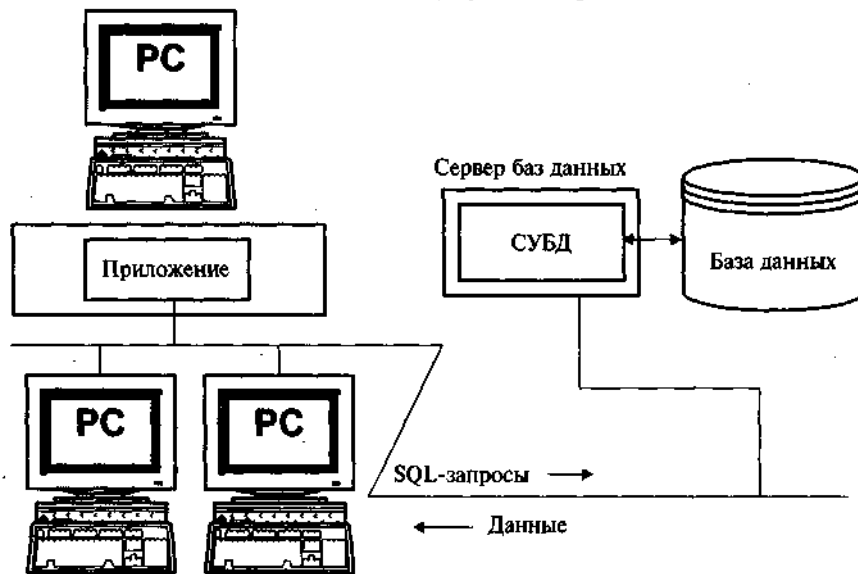 PC
Сервер баз данных
СУБД
База данных
Приложение
PC
PC
SQL-запросы
Данные